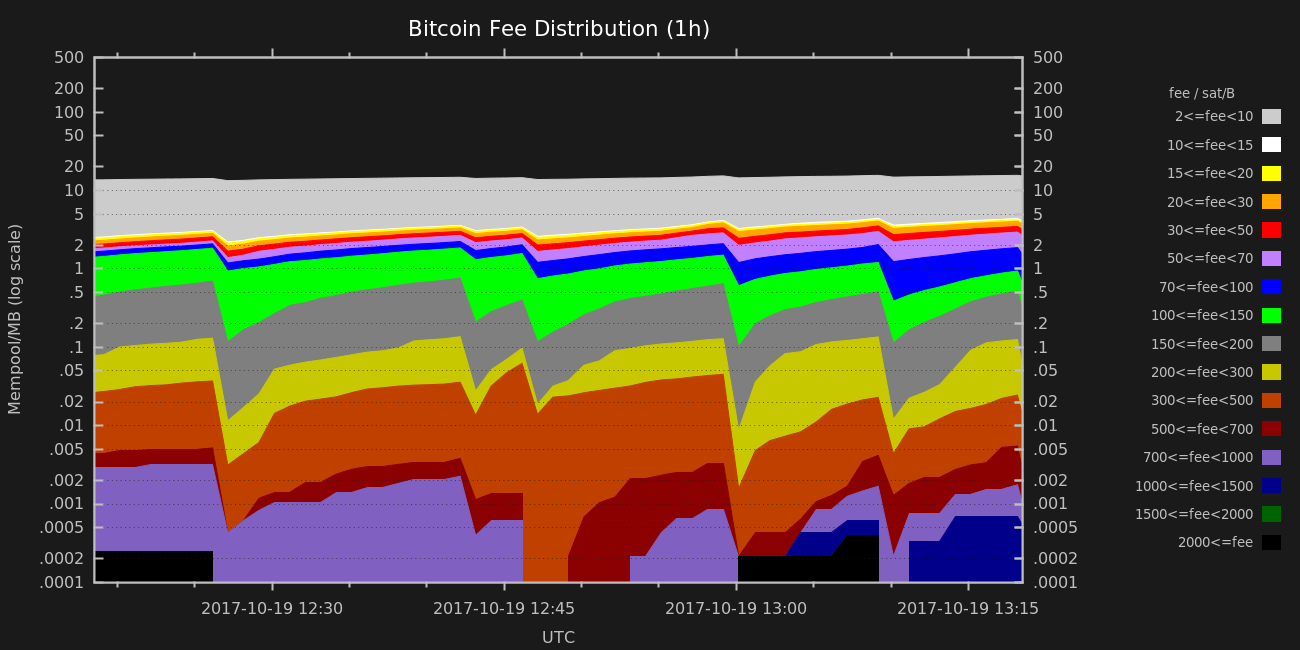 Bitcoin Fee Distribution (1h)
500
200
100
50
20
10
5
2
1
.5
.2
.1
.05
.02
.01
.005
.002
.001
.0005
.0002
.0001
Mempool/MB (log scale)
500
200
100
50
20
10
5
2
1
.5
.2
.1
.05
.02
.01
.005
.002
.001
.0005
.0002
.0001
fee / sat/B
2<=fee<10
10<=fee<15
15<=fee<20
20<=fee<30
30<=fee<50
50<=fee<70
70<=fee<100
100<=fee<150
150<=fee<200
200<=fee<300
300<=fee<500
500<=fee<700
700<=fee<1000
1000<=fee<1500
1500<=fee<2000
2000<=fee
2017-10-19 12:30 2017-10-19 12:45 2017-10-19 13:00 2017-10-19 13:15
UTC